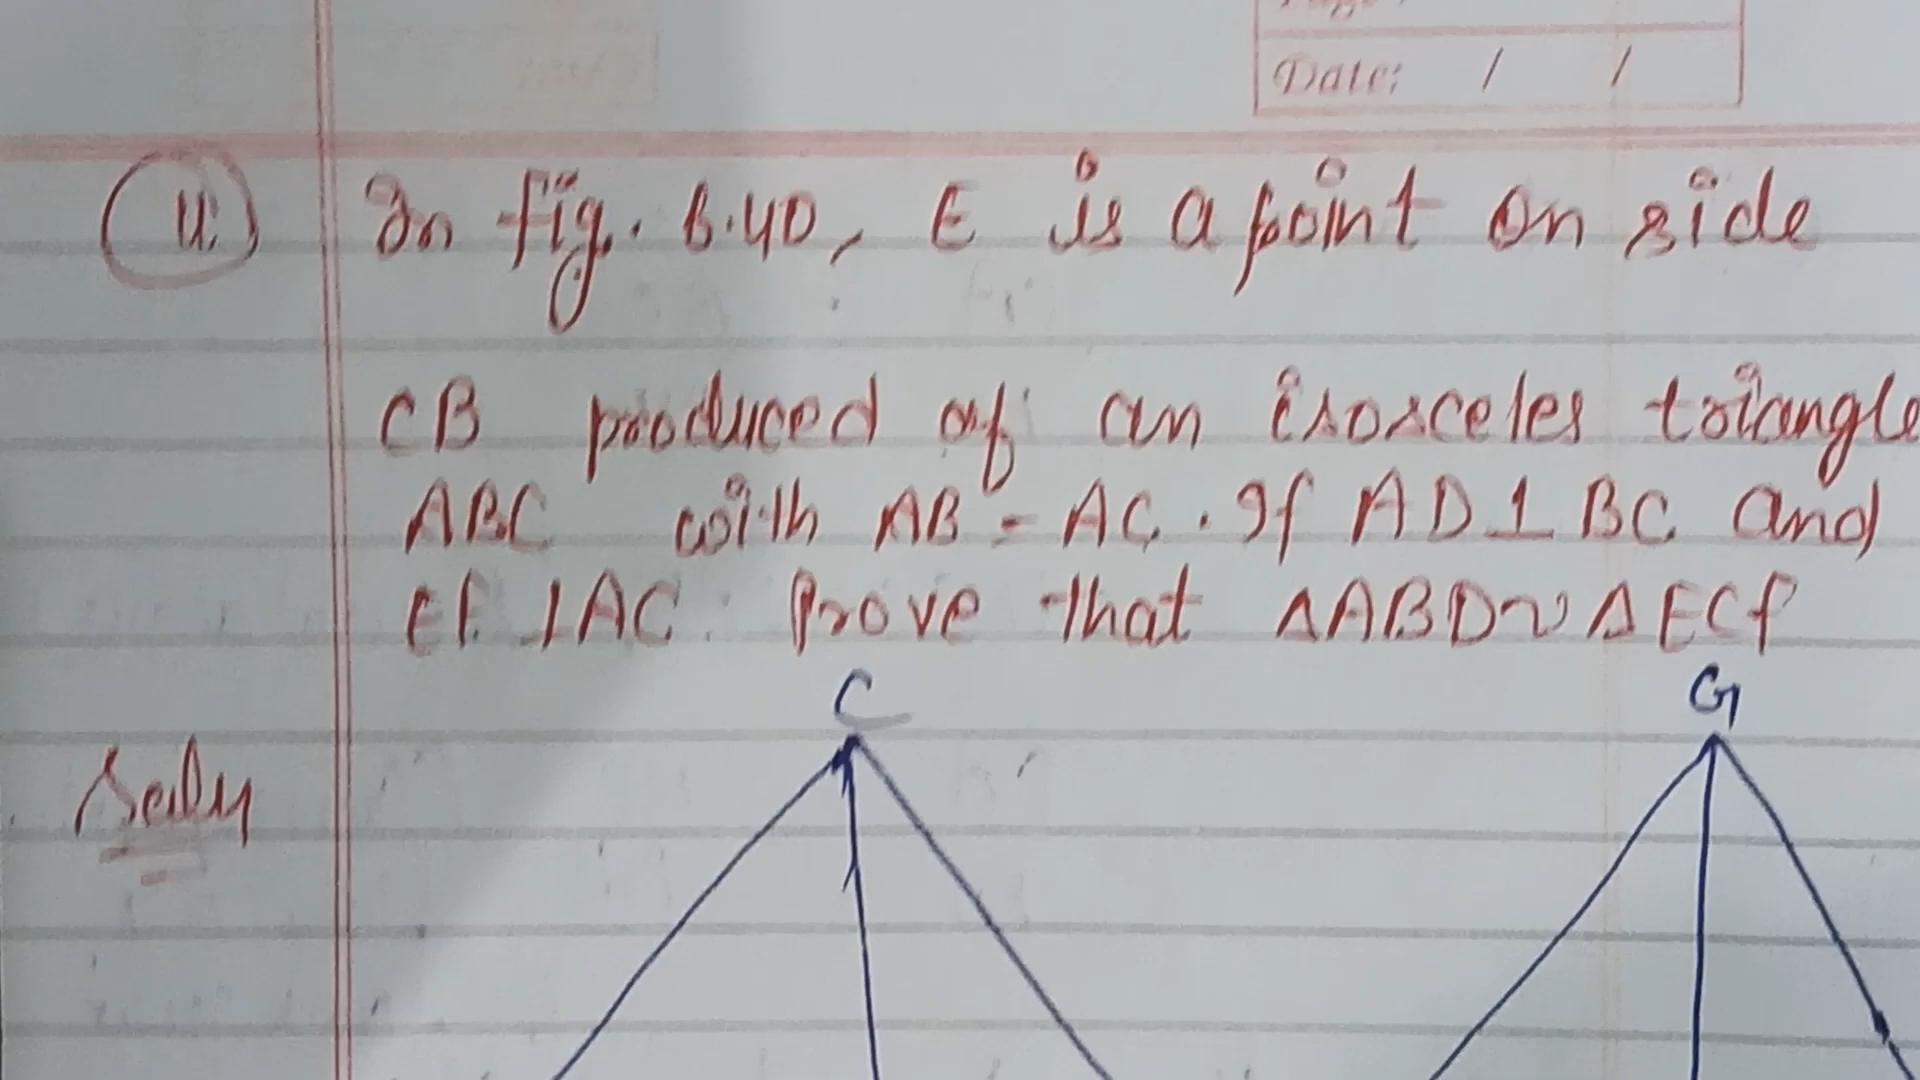 Date: / /
11. In fig. 6.40, E is a point on side
CB produced of an isosceles triangle
ABC with AB = AC. If AD ⊥ BC and
EF ⊥ AC. Prove that ΔABD ~ ΔECF
C G
Soln